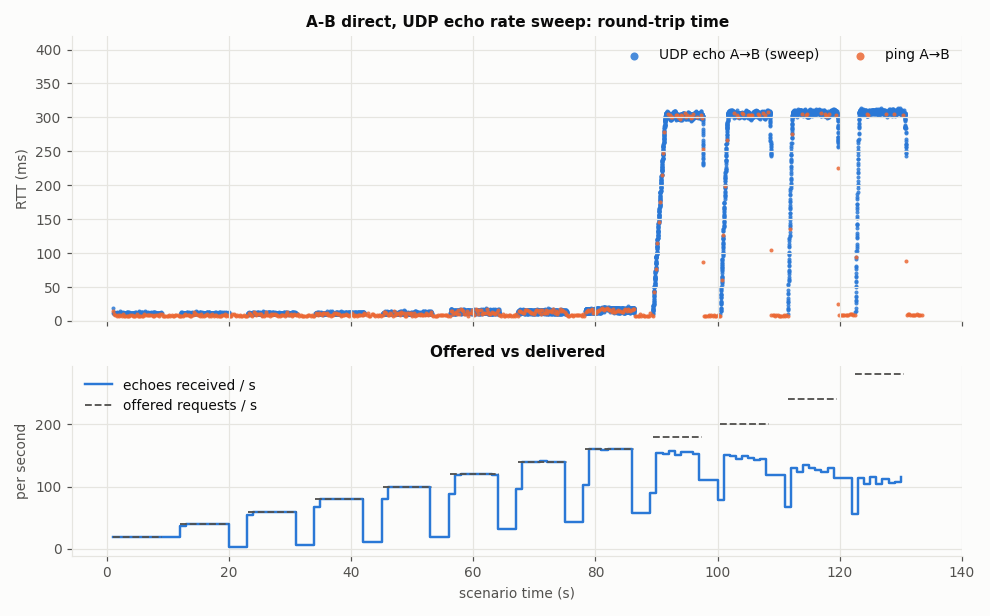 A-B direct, UDP echo rate sweep: round-trip time
UDP echo A→B (sweep)
ping A→B
RTT (ms)
400
350
300
250
200
150
100
50
0
Offered vs delivered
echoes received / s
offered requests / s
per second
200
100
0
0 20 40 60 80 100 120 140
scenario time (s)